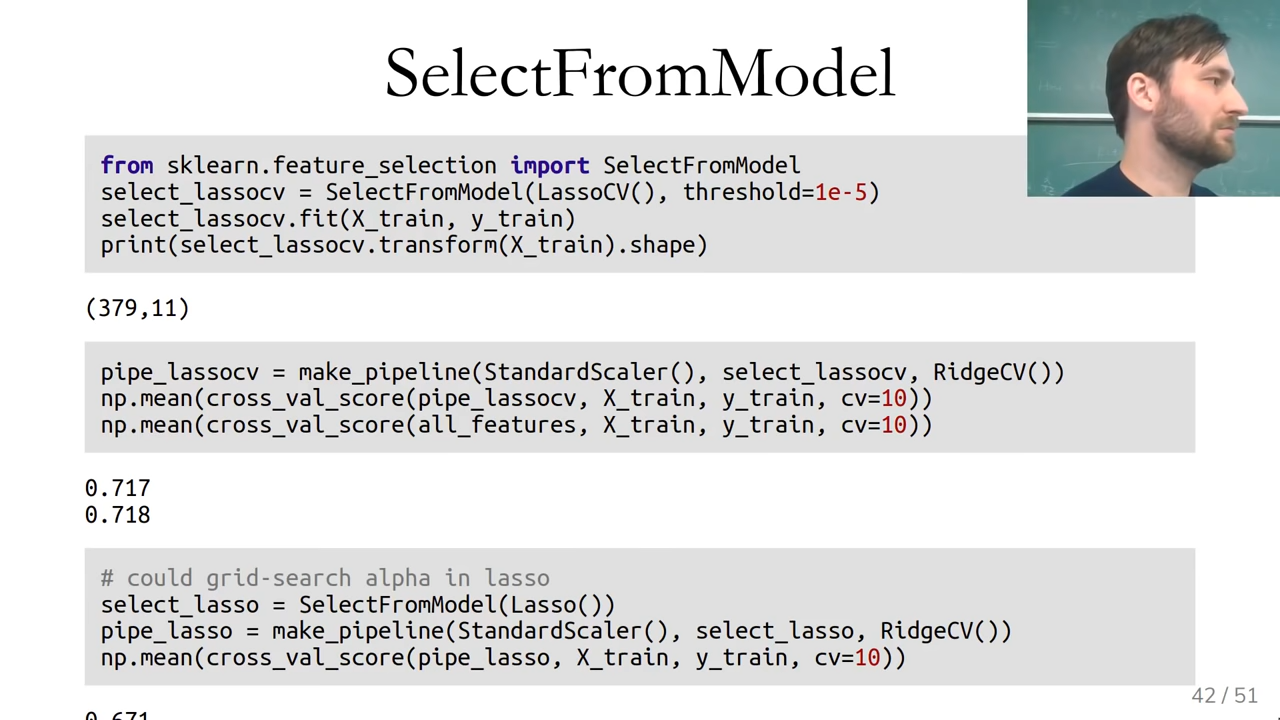 SelectFromModel
from sklearn.feature_selection import SelectFromModel
select_lassocv = SelectFromModel(LassoCV(), threshold=1e-5)
select_lassocv.fit(X_train, y_train)
print(select_lassocv.transform(X_train).shape)
(379,11)
pipe_lassocv = make_pipeline(StandardScaler(), select_lassocv, RidgeCV())
np.mean(cross_val_score(pipe_lassocv, X_train, y_train, cv=10))
np.mean(cross_val_score(all_features, X_train, y_train, cv=10))
0.717
0.718
# could grid-search alpha in lasso
select_lasso = SelectFromModel(Lasso())
pipe_lasso = make_pipeline(StandardScaler(), select_lasso, RidgeCV())
np.mean(cross_val_score(pipe_lasso, X_train, y_train, cv=10))
0.671
42 / 51